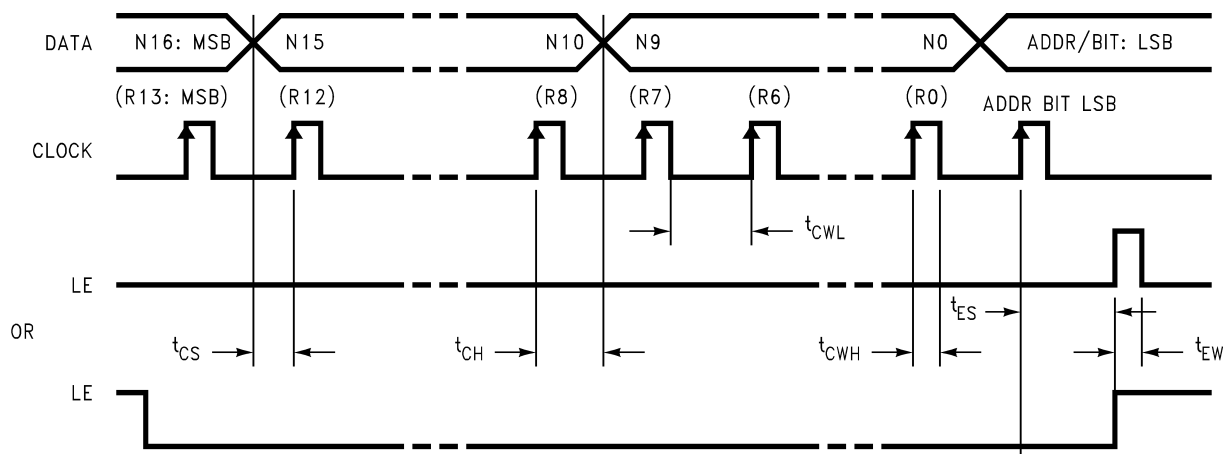 DATA N16: MSB N15 N10 N9 N0 ADDR/BIT: LSB
(R13: MSB) (R12) (R8) (R7) (R6) (R0) ADDR BIT LSB
CLOCK
tCWL
LE
tES
OR
tCS tCH tCWH tEW
LE